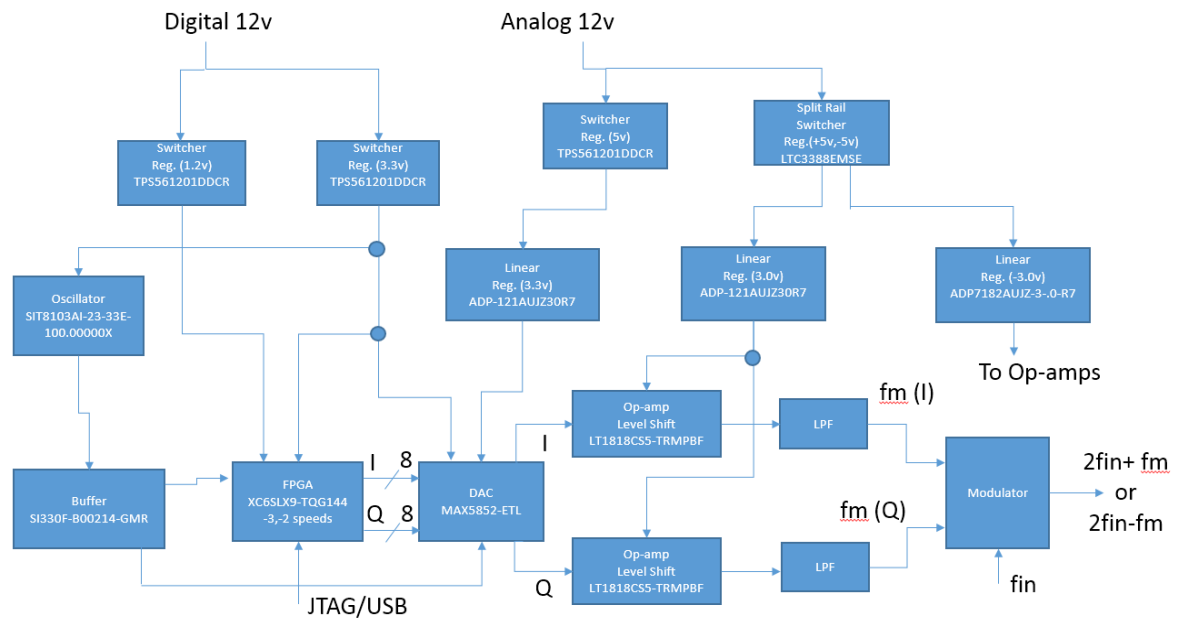 Digital 12v
Analog 12v
Switcher
Reg. (1.2v)
TPS561201DDCR
Switcher
Reg. (3.3v)
TPS561201DDCR
Switcher
Reg. (5v)
TPS561201DDCR
Split Rail
Switcher
Reg.(+5v,-5v)
LTC3388EMSE
Oscillator
SIT8103AI-23-33E-
100.00000X
Linear
Reg. (3.3v)
ADP-121AUJZ30R7
Linear
Reg. (3.0v)
ADP-121AUJZ30R7
Linear
Reg. (-3.0v)
ADP7182AUJZ-3-.0-R7
To Op-amps
Buffer
SI330F-B00214-GMR
FPGA
XC6SLX9-TQG144
-3,-2 speeds
I
8
Q
8
DAC
MAX5852-ETL
I
Q
Op-amp
Level Shift
LT1818CS5-TRMPBF
LPF
fm (I)
Op-amp
Level Shift
LT1818CS5-TRMPBF
LPF
fm (Q)
Modulator
2fin+ fm
or
2fin-fm
fin
JTAG/USB